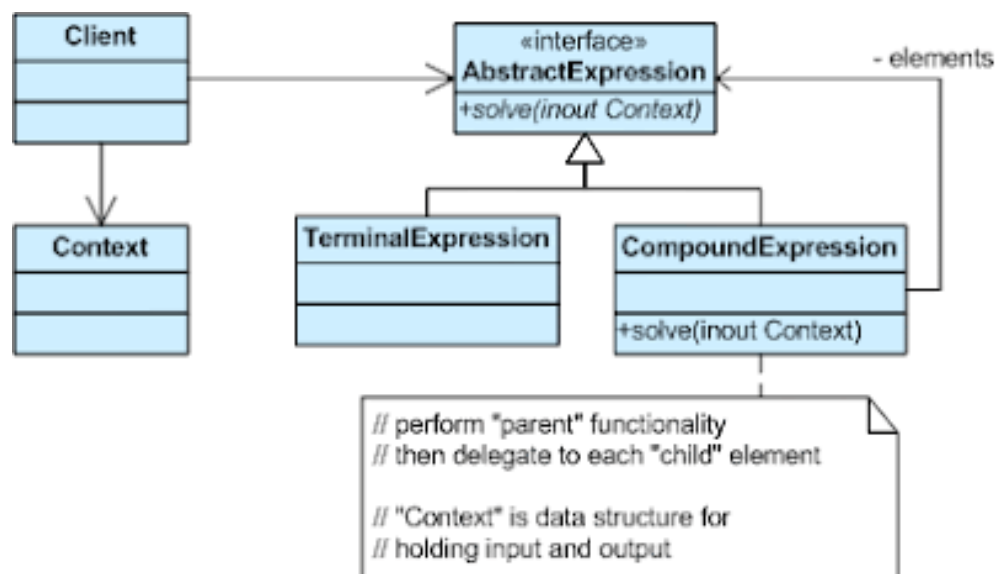 Client
«interface»
AbstractExpression
+solve(inout Context)
- elements
Context
TerminalExpression
CompoundExpression
+solve(inout Context)
// perform "parent" functionality
// then delegate to each "child" element
// "Context" is data structure for
// holding input and output